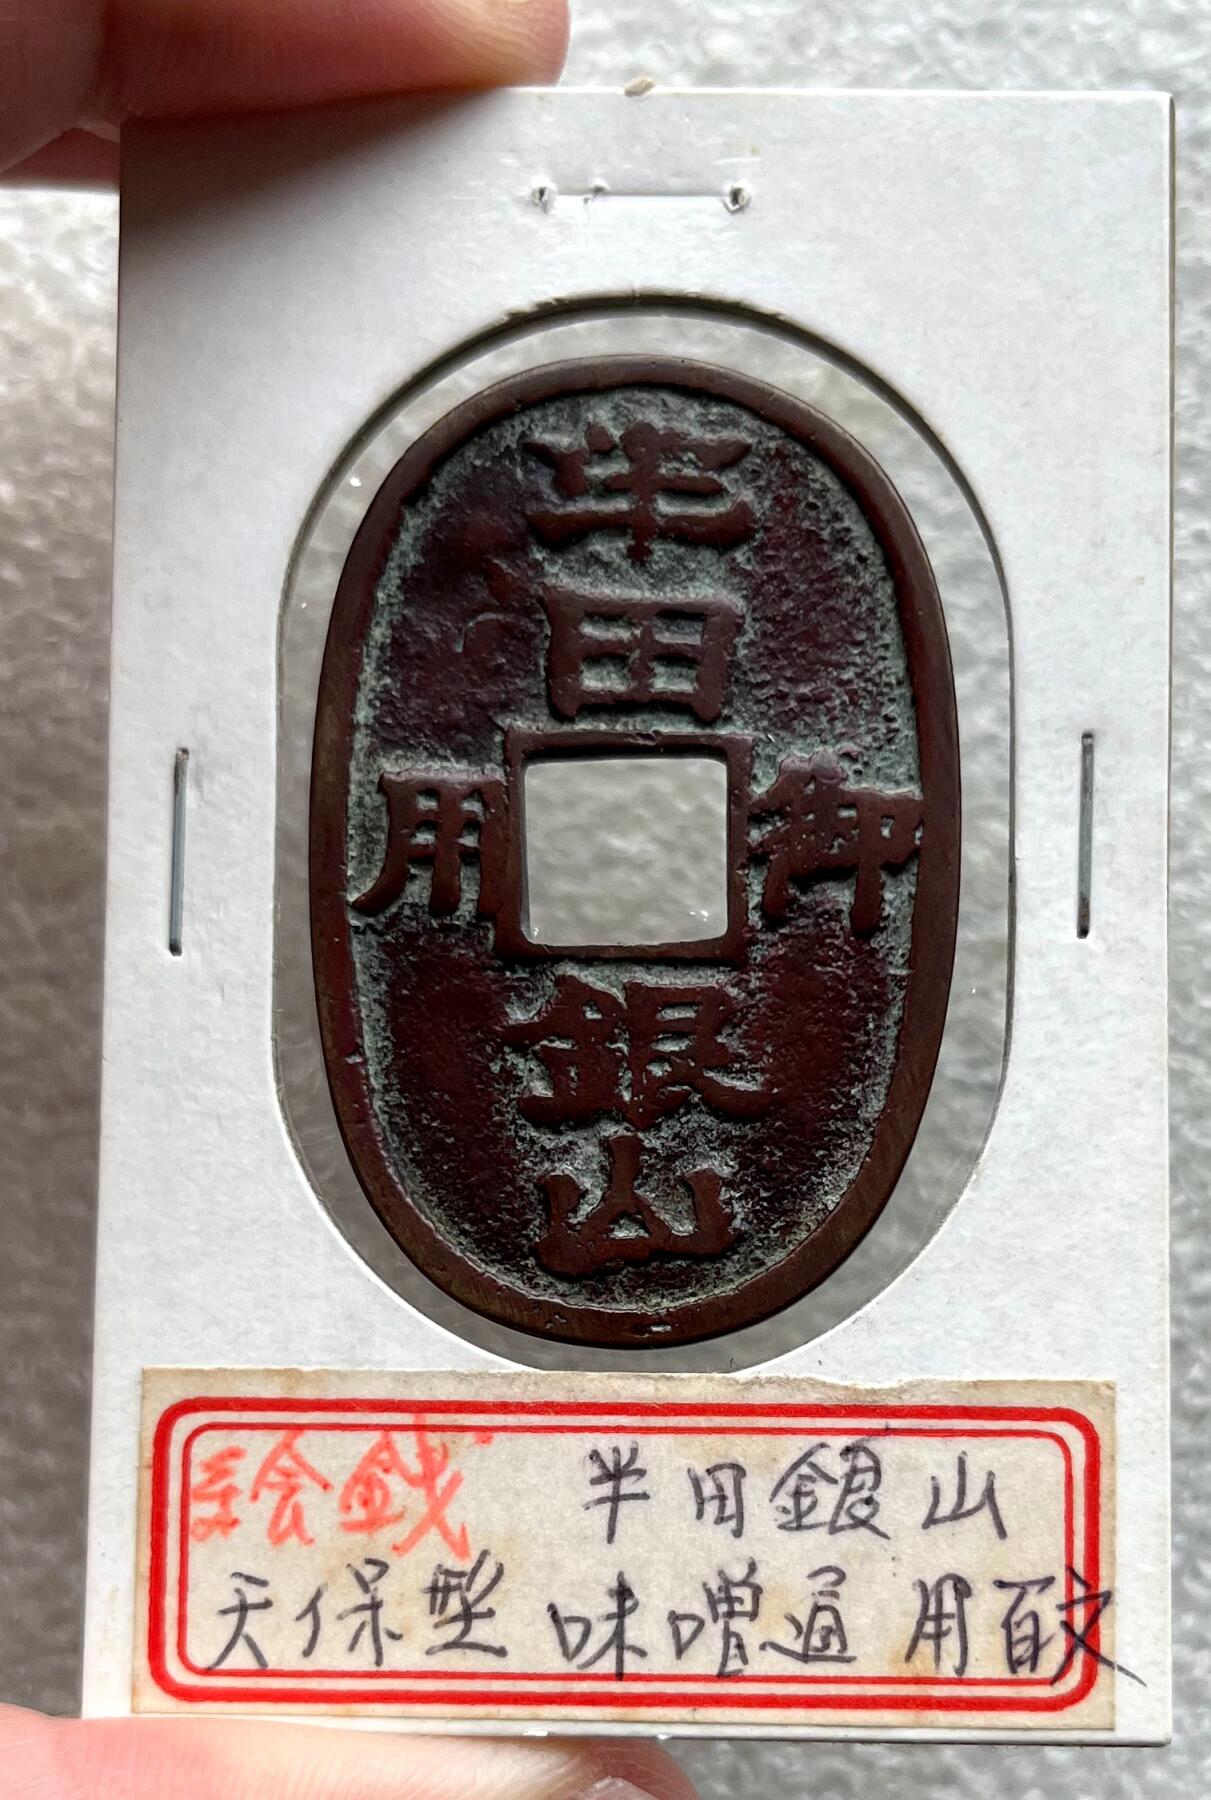 半田
御用
銀山
絵銭 半田銀山
天保型 味噌通用百文